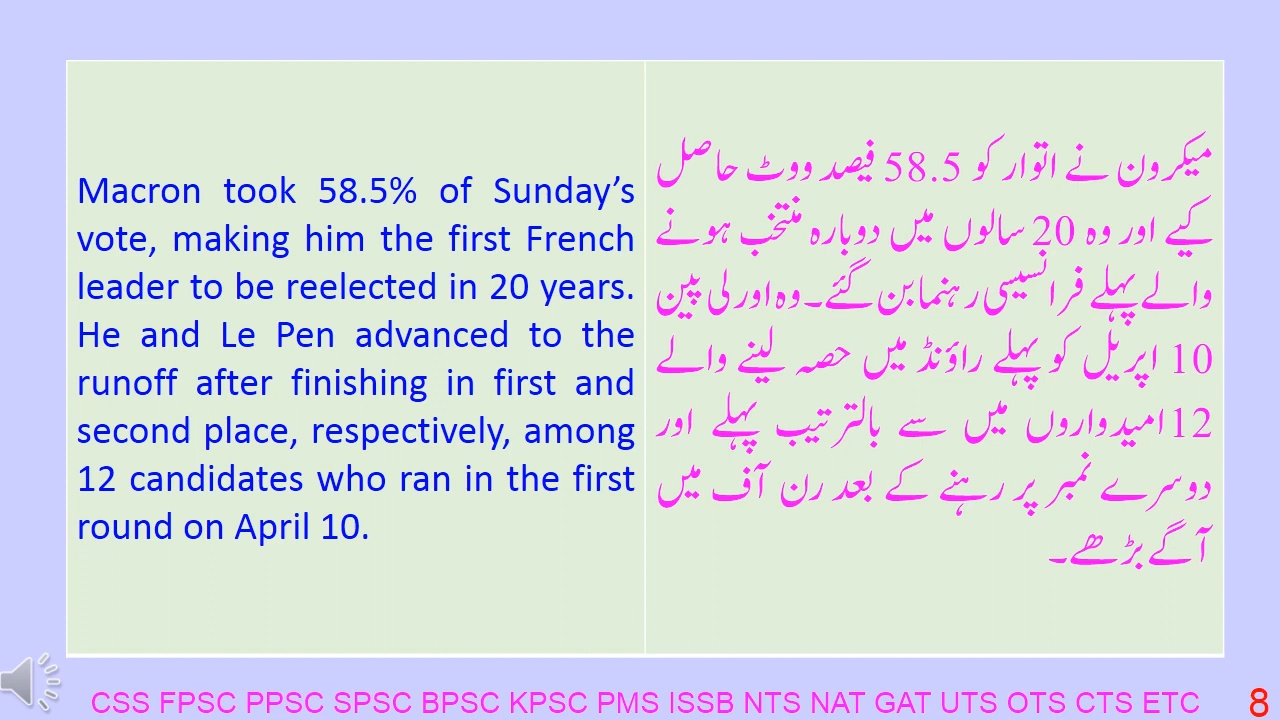 Macron took 58.5% of Sunday’s
vote, making him the first French
leader to be reelected in 20 years.
He and Le Pen advanced to the
runoff after finishing in first and
second place, respectively, among
12 candidates who ran in the first
round on April 10.
میکرون نے اتوار کو 58.5 فیصد ووٹ حاصل
کیے اور وہ 20 سالوں میں دوبارہ منتخب ہونے
والے پہلے فرانسیسی رہنما بن گئے۔ وہ اور لی پین
10 اپریل کو پہلے راؤنڈ میں حصہ لینے والے
12 امیدواروں میں سے بالترتیب پہلے اور
دوسرے نمبر پر رہنے کے بعد رن آف میں
آگے بڑھے۔
CSS FPSC PPSC SPSC BPSC KPSC PMS ISSB NTS NAT GAT UTS OTS CTS ETC
8